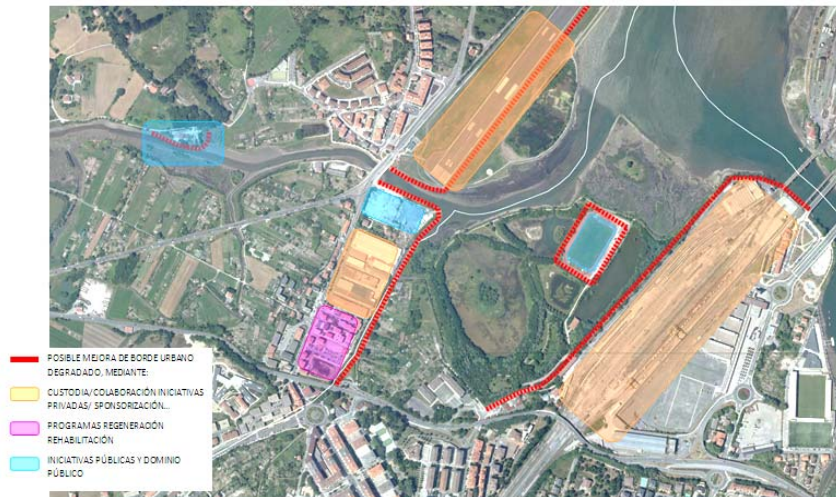 POSIBLE MEJORA DE BORDE URBANO
DEGRADADO, MEDIANTE:
CUSTODIA/COLABORACIÓN INICIATIVAS
PRIVADAS/ SPONSORIZACIÓN...
PROGRAMAS REGENERACIÓN
REHABILITACIÓN
INICIATIVAS PÚBLICAS Y DOMINIO
PÚBLICO